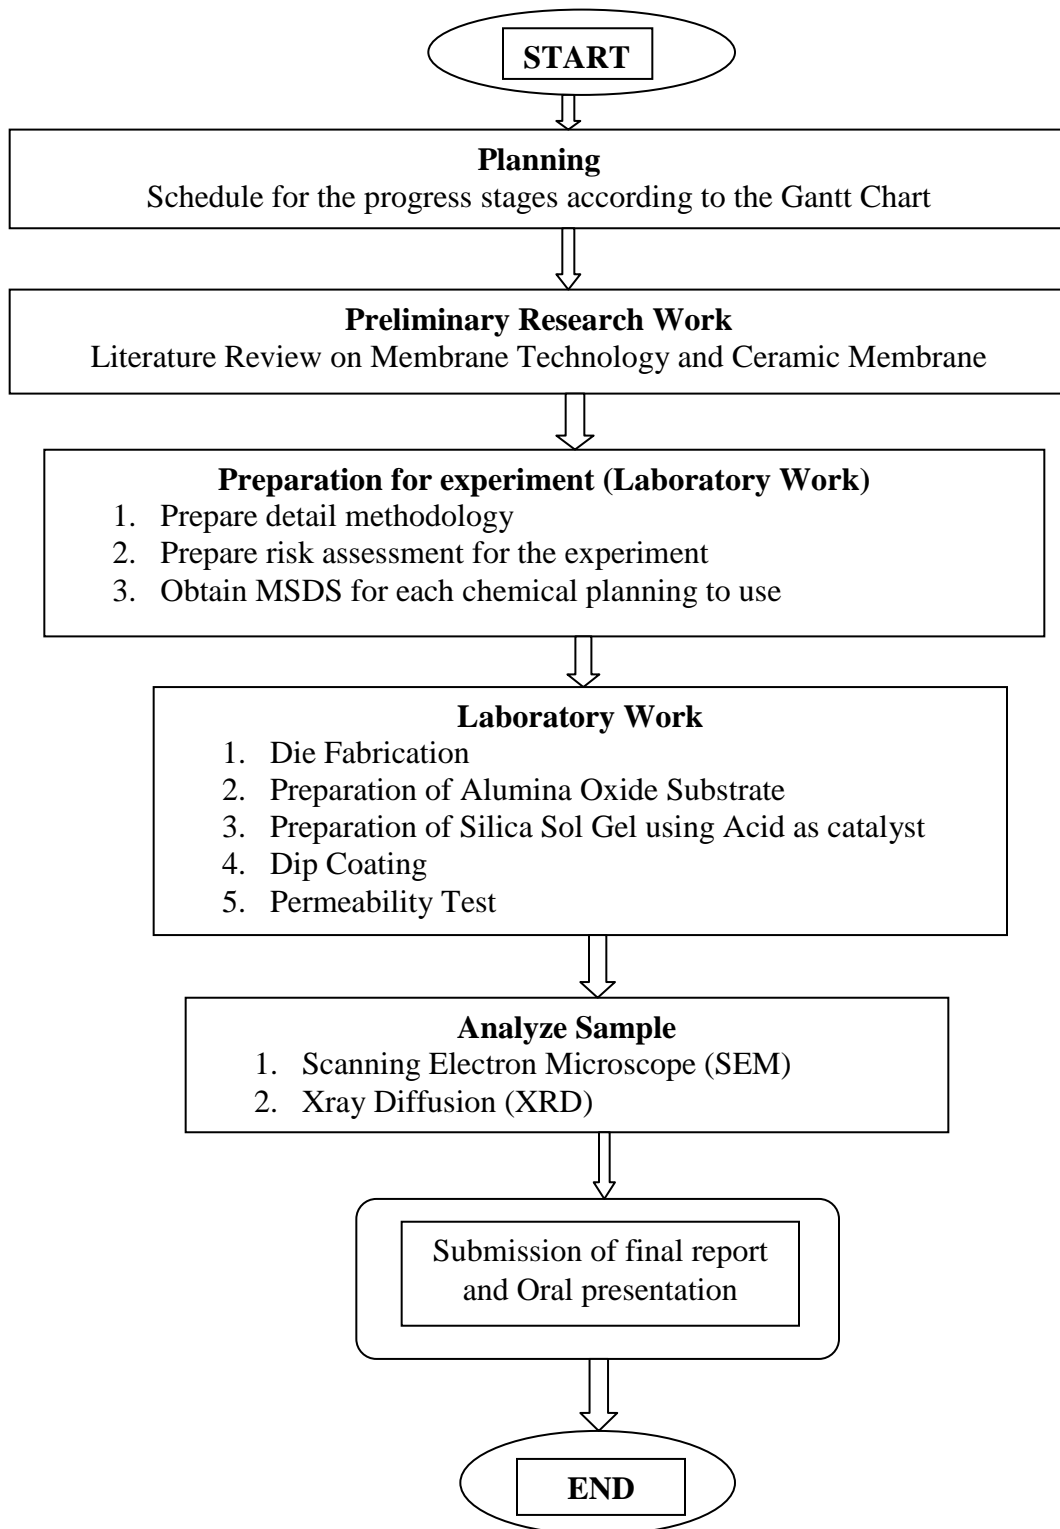 START
Planning
Schedule for the progress stages according to the Gantt Chart
Preliminary Research Work
Literature Review on Membrane Technology and Ceramic Membrane
Preparation for experiment (Laboratory Work)
1. Prepare detail methodology
2. Prepare risk assessment for the experiment
3. Obtain MSDS for each chemical planning to use
Laboratory Work
1. Die Fabrication
2. Preparation of Alumina Oxide Substrate
3. Preparation of Silica Sol Gel using Acid as catalyst
4. Dip Coating
5. Permeability Test
Analyze Sample
1. Scanning Electron Microscope (SEM)
2. Xray Diffusion (XRD)
Submission of final report
and Oral presentation
END